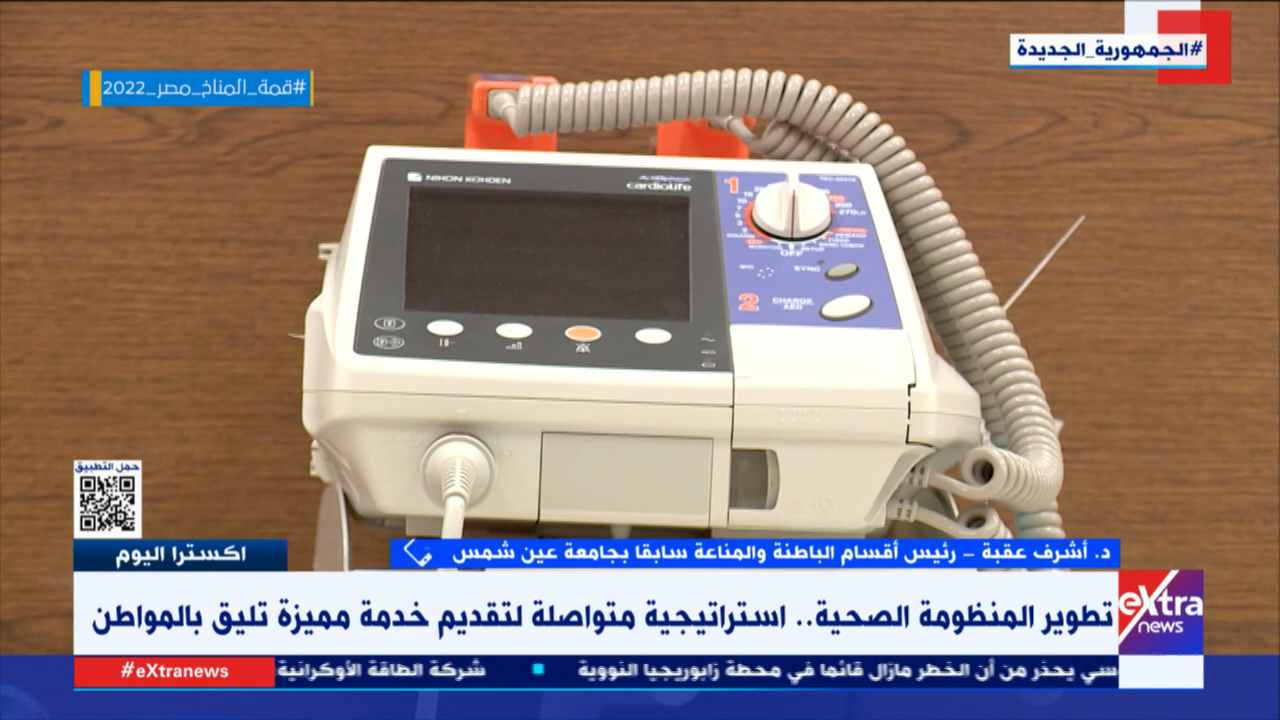 #الجمهورية_الجديدة
#قمة_المناخ_مصر_2022
NIHON KOHDEN
cardiolife
1
270
OFF
SYNC
2
CHARGE
AED
حمل التطبيق
اكسترا اليوم
د. أشرف عقبة – رئيس أقسام الباطنة والمناعة سابقا بجامعة عين شمس
تطوير المنظومة الصحية.. استراتيجية متواصلة لتقديم خدمة مميزة تليق بالمواطن
eXtra
news
سي يحذر من أن الخطر مازال قائما في محطة زابوريجيا النووية
شركة الطاقة الأوكرانية
#eXtranews